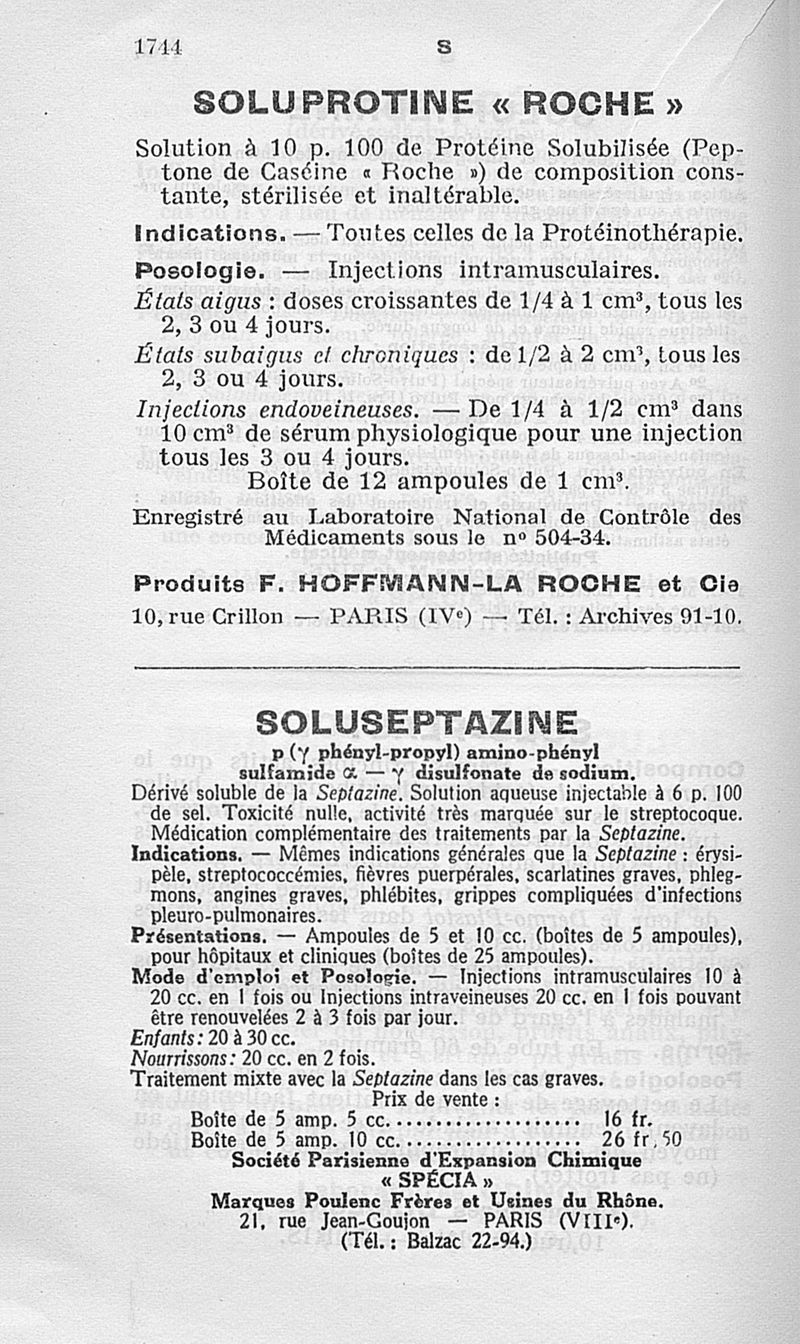 1744 S
SOLUPROTINE « ROCHE »
Solution à 10 p. 100 de Protéine Solubilisée (Pep-
tone de Caséine « Roche ») de composition cons-
tante, stérilisée et inaltérable.
Indications. — Toutes celles de la Protéinothérapie.
Posologie. — Injections intramusculaires.
États aigus : doses croissantes de 1/4 à 1 cm³, tous les
2, 3 ou 4 jours.
États subaigus et chroniques : de 1/2 à 2 cm³, tous les
2, 3 ou 4 jours.
Injections endoveineuses. — De 1/4 à 1/2 cm³ dans
10 cm³ de sérum physiologique pour une injection
tous les 3 ou 4 jours.
Boîte de 12 ampoules de 1 cm³.
Enregistré au Laboratoire National de Contrôle des
Médicaments sous le nº 504-34.
Produits F. HOFFMANN-LA ROCHE et Cie
10, rue Crillon — PARIS (IVᵉ) — Tél. : Archives 91-10.
SOLUSEPTAZINE
p (γ phényl-propyl) amino-phényl
sulfamide α — γ disulfonate de sodium.
Dérivé soluble de la Septazine. Solution aqueuse injectable à 6 p. 100
de sel. Toxicité nulle, activité très marquée sur le streptocoque.
Médication complémentaire des traitements par la Septazine.
Indications. — Mêmes indications générales que la Septazine : érysi-
pèle, streptococcémies, fièvres puerpérales, scarlatines graves, phleg-
mons, angines graves, phlébites, grippes compliquées d'infections
pleuro-pulmonaires.
Présentations. — Ampoules de 5 et 10 cc. (boîtes de 5 ampoules),
pour hôpitaux et cliniques (boîtes de 25 ampoules).
Mode d'emploi et Posologie. — Injections intramusculaires 10 à
20 cc. en 1 fois ou Injections intraveineuses 20 cc. en 1 fois pouvant
être renouvelées 2 à 3 fois par jour.
Enfants : 20 à 30 cc.
Nourrissons : 20 cc. en 2 fois.
Traitement mixte avec la Septazine dans les cas graves.
Prix de vente :
Boîte de 5 amp. 5 cc.................... 16 fr.
Boîte de 5 amp. 10 cc................... 26 fr,50
Société Parisienne d'Expansion Chimique
« SPÉCIA »
Marques Poulenc Frères et Usines du Rhône.
21, rue Jean-Goujon — PARIS (VIIIᵉ).
(Tél. : Balzac 22-94.)